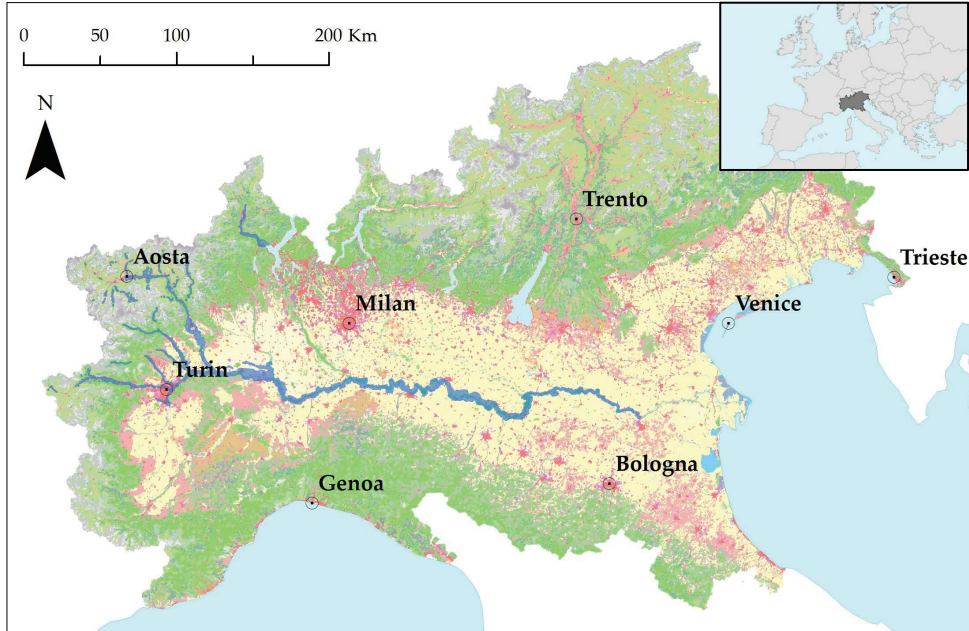 0 50 100 200 Km
N
Trento
Aosta
Trieste
Milan
Venice
Turin
Bologna
Genoa